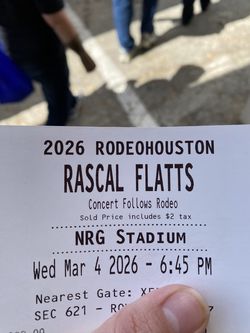 2026 RODEOHOUSTON
RASCAL FLATTS
Concert Follows Rodeo
Sold Price includes $2 tax
NRG STADIUM
Wed Mar 4 2026 - 6:45 PM
Nearest Gate:
SEC 621 -